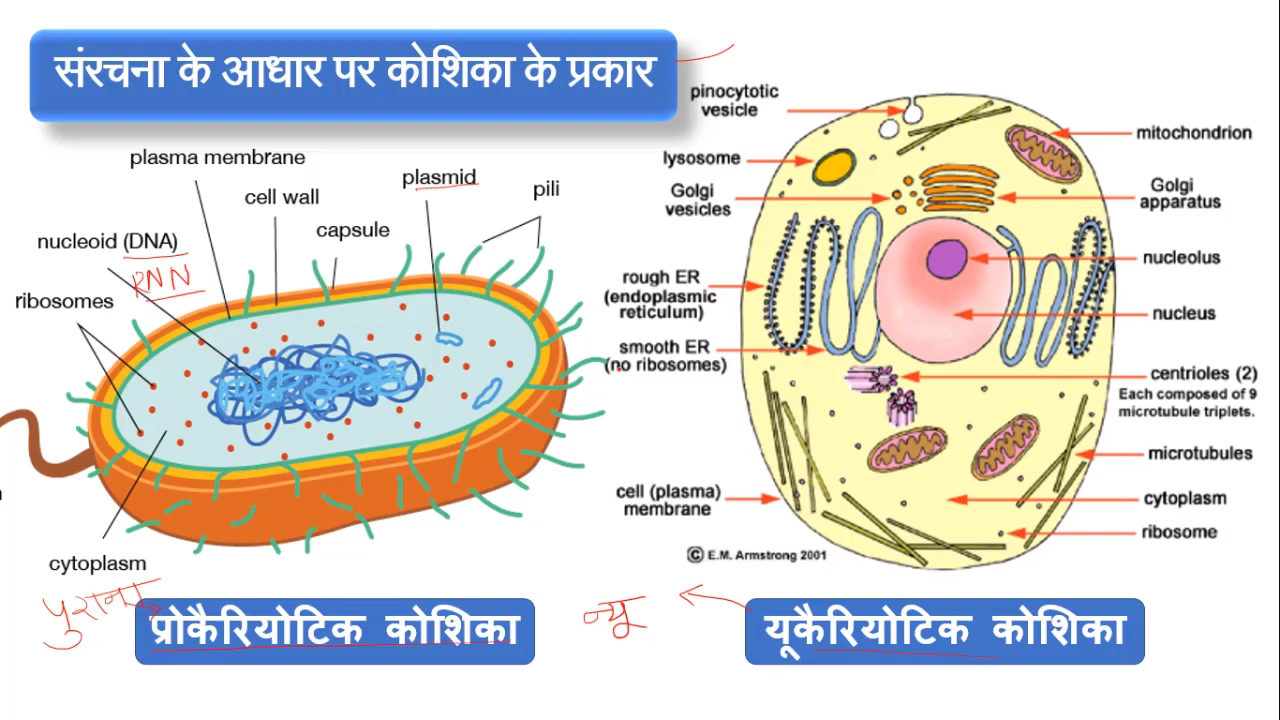 संरचना के आधार पर कोशिका के प्रकार
plasma membrane
cell wall
plasmid
pili
capsule
nucleoid (DNA)
RNN
ribosomes
cytoplasm
पुराना
प्रोकैरियोटिक कोशिका
pinocytotic
vesicle
lysosome
Golgi
vesicles
rough ER
(endoplasmic
reticulum)
smooth ER
(no ribosomes)
cell (plasma)
membrane
© E.M. Armstrong 2001
mitochondrion
Golgi
apparatus
nucleolus
nucleus
centrioles (2)
Each composed of 9
microtubule triplets.
microtubules
cytoplasm
ribosome
न्यू
यूकैरियोटिक कोशिका